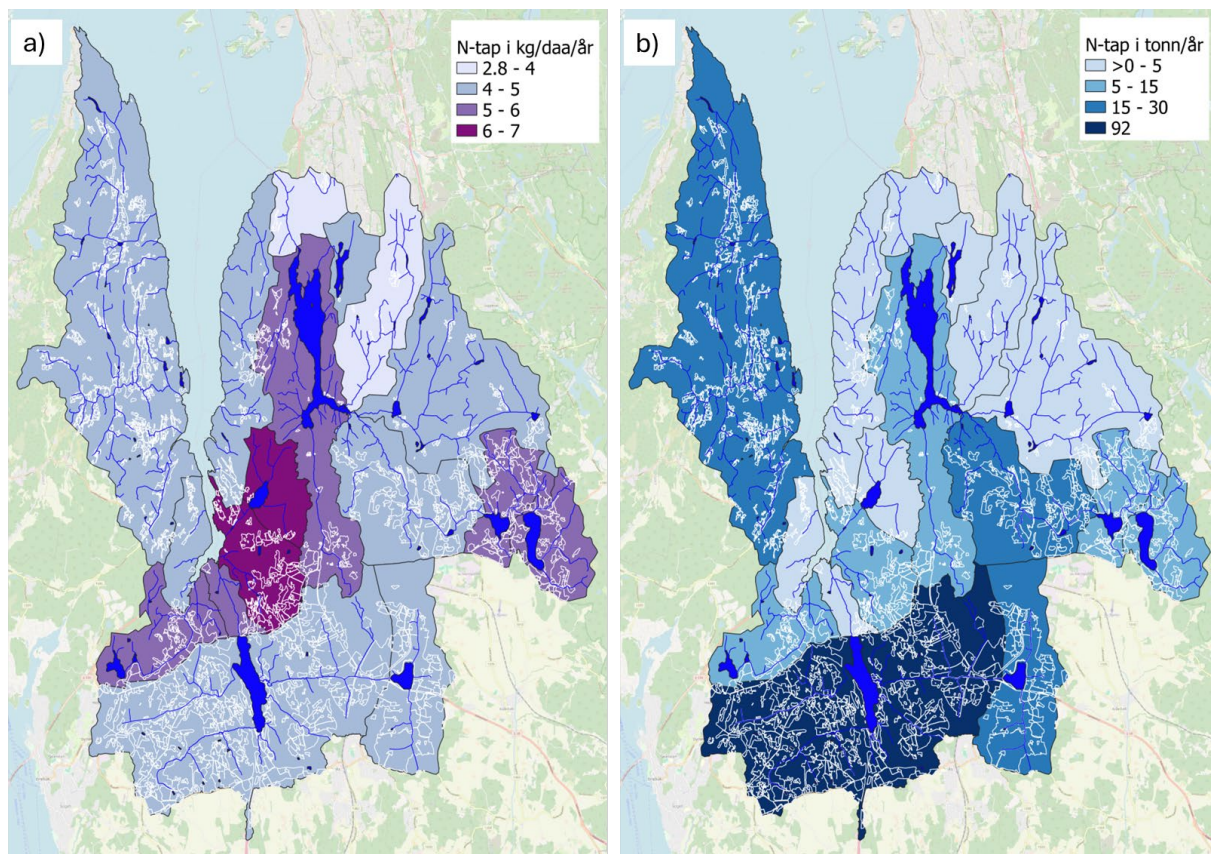 a)
N-tap i kg/daa/år
2.8 - 4
4 - 5
5 - 6
6 - 7
b)
N-tap i tonn/år
>0 - 5
5 - 15
15 - 30
92